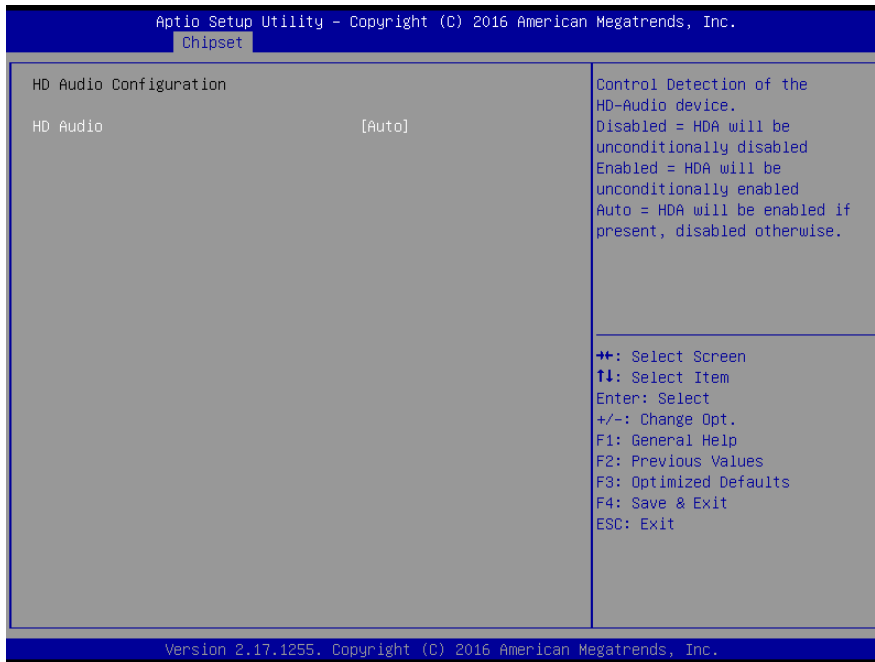 Aptio Setup Utility – Copyright (C) 2016 American Megatrends, Inc.
Chipset
HD Audio Configuration
HD Audio [Auto]
Control Detection of the
HD-Audio device.
Disabled = HDA will be
unconditionally disabled
Enabled = HDA will be
unconditionally enabled
Auto = HDA will be enabled if
present, disabled otherwise.
→←: Select Screen
↑↓: Select Item
Enter: Select
+/-: Change Opt.
F1: General Help
F2: Previous Values
F3: Optimized Defaults
F4: Save & Exit
ESC: Exit
Version 2.17.1255. Copyright (C) 2016 American Megatrends, Inc.